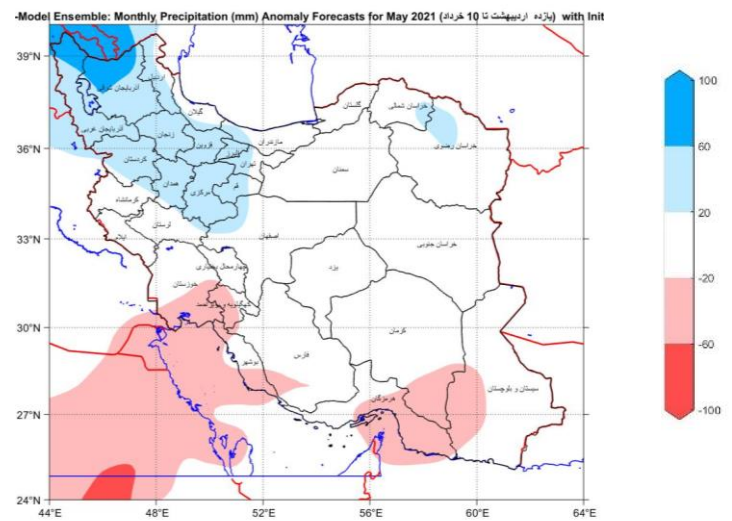 -Model Ensemble: Monthly Precipitation (mm) Anomaly Forecasts for May 2021 (یازده اردیبهشت تا 10 خرداد) with Init
39°N
36°N
33°N
30°N
27°N
24°N
44°E
48°E
52°E
56°E
60°E
64°E
آذربایجان شرقی
اردبیل
گیلان
گلستان
خراسان شمالی
آذربایجان غربی
زنجان
قزوین
مازندران
خراسان رضوی
کردستان
تهران
سمنان
همدان
مرکزی
قم
کرمانشاه
لرستان
ایلام
اصفهان
خراسان جنوبی
چهارمحال بختیاری
یزد
خوزستان
کرمان
بوشهر
فارس
هرمزگان
سیستان و بلوچستان
100
60
20
-20
-60
-100